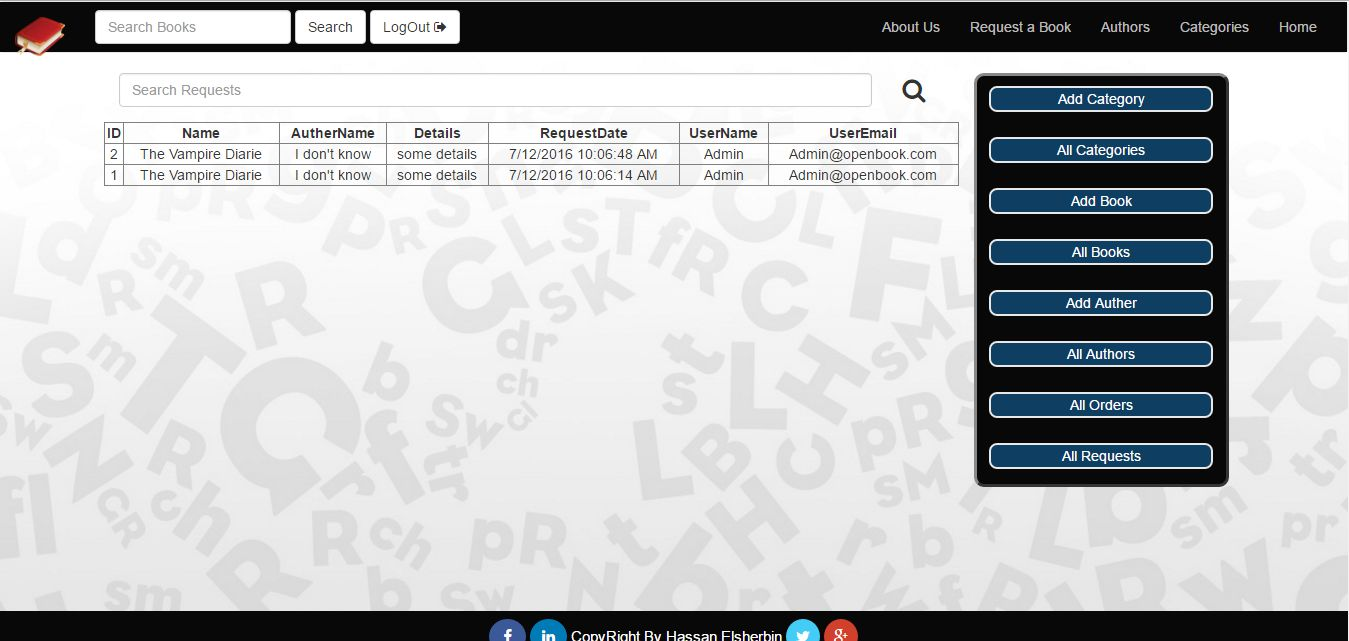 Search Books Search LogOut About Us Request a Book Authors Categories Home
Search Requests
ID Name AutherName Details RequestDate UserName UserEmail
2 The Vampire Diarie I don't know some details 7/12/2016 10:06:48 AM Admin Admin@openbook.com
1 The Vampire Diarie I don't know some details 7/12/2016 10:06:14 AM Admin Admin@openbook.com
Add Category
All Categories
Add Book
All Books
Add Auther
All Authors
All Orders
All Requests
CopyRight By Hassan Elsherbin